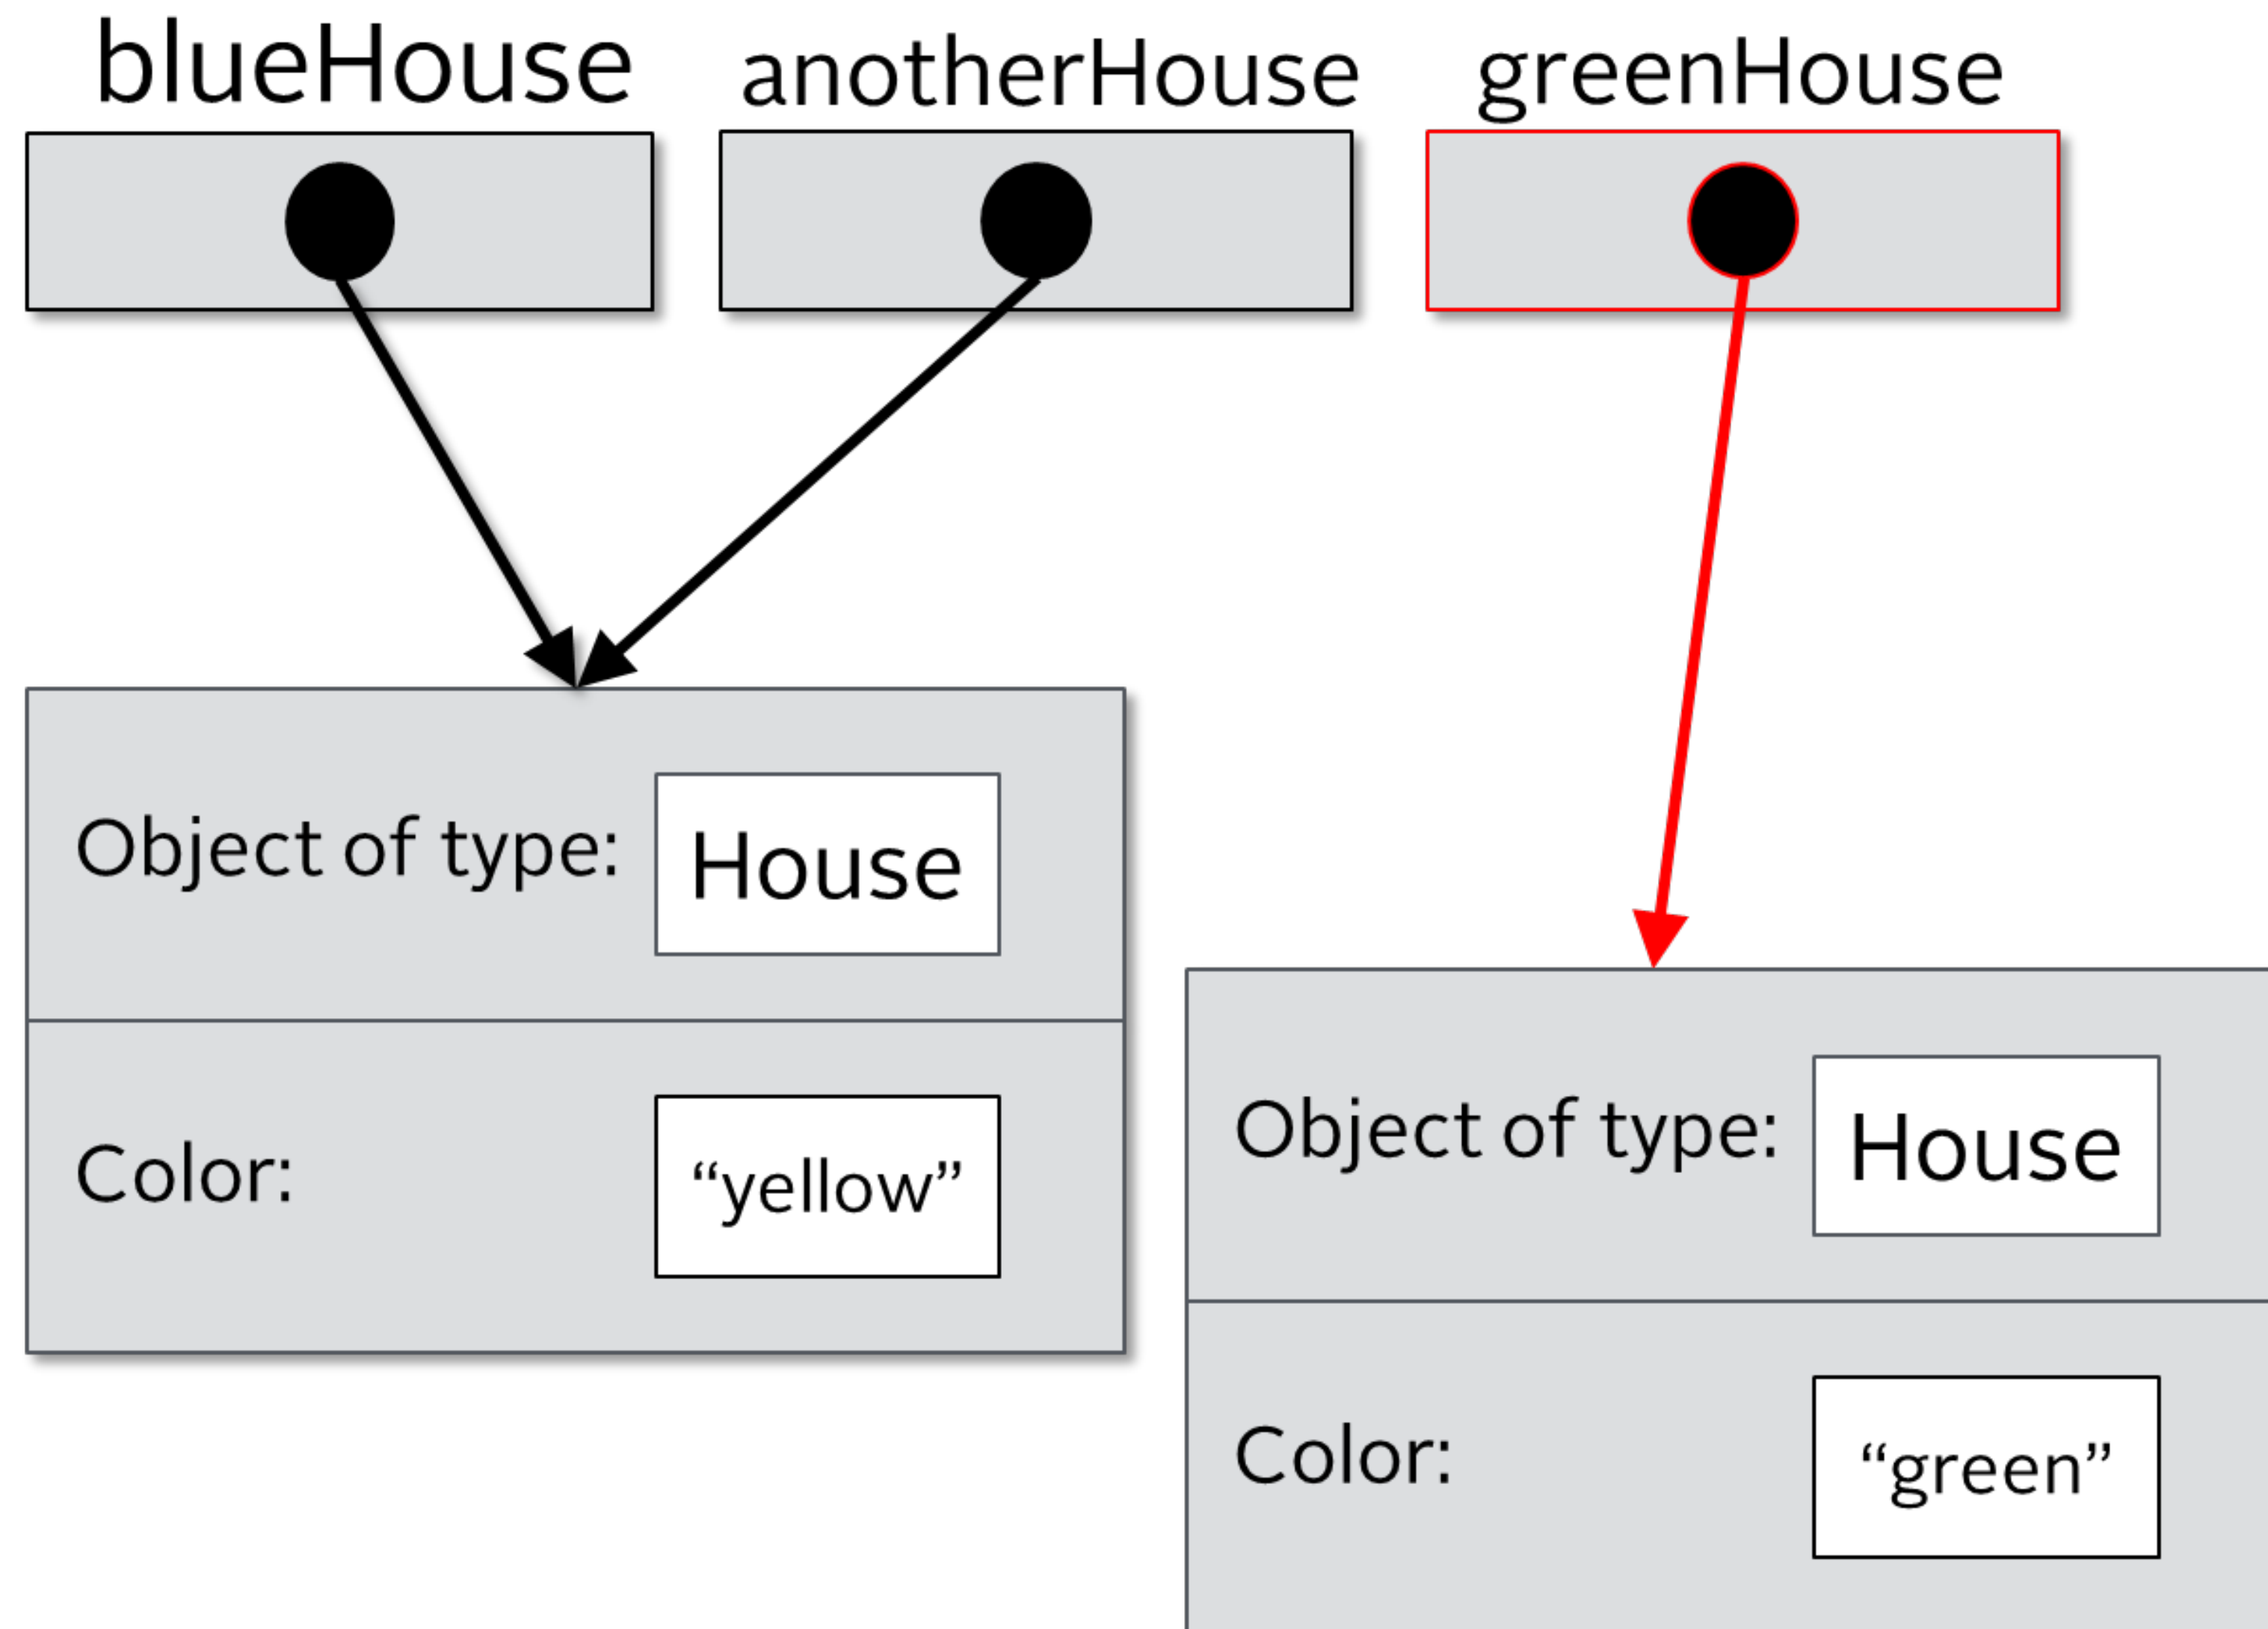 blueHouse
anotherHouse
greenHouse
Object of type: House
Color: “yellow”
Object of type: House
Color: “green”